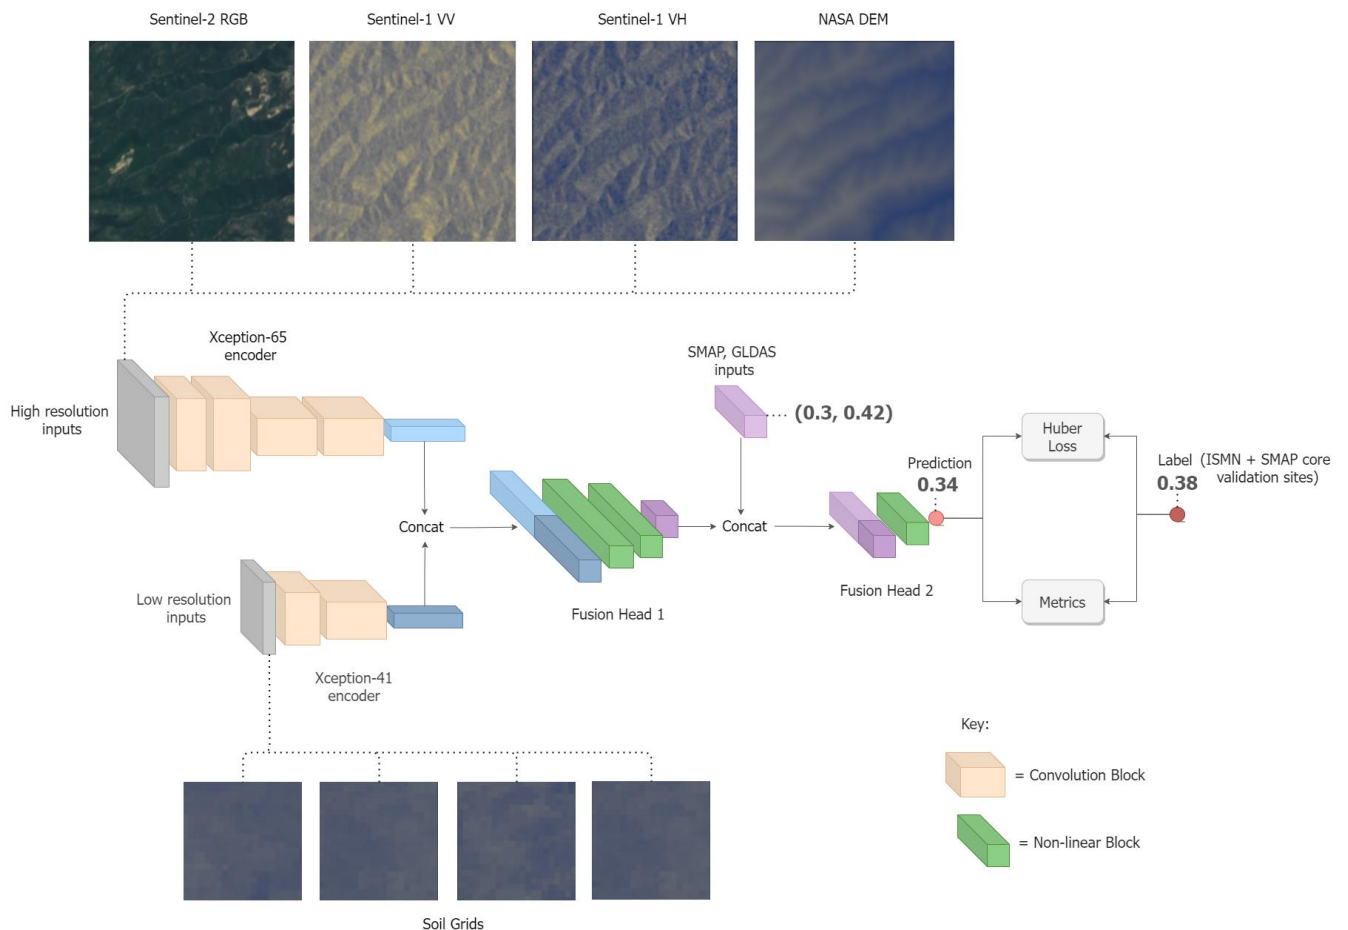 Sentinel-2 RGB
Sentinel-1 VV
Sentinel-1 VH
NASA DEM
Xception-65
encoder
High resolution
inputs
SMAP, GLDAS
inputs
(0.3, 0.42)
Concat
Concat
Low resolution
inputs
Xception-41
encoder
Fusion Head 1
Fusion Head 2
Prediction
0.34
Huber
Loss
Metrics
Label (ISMN + SMAP core
validation sites)
0.38
Soil Grids
Key:
= Convolution Block
= Non-linear Block